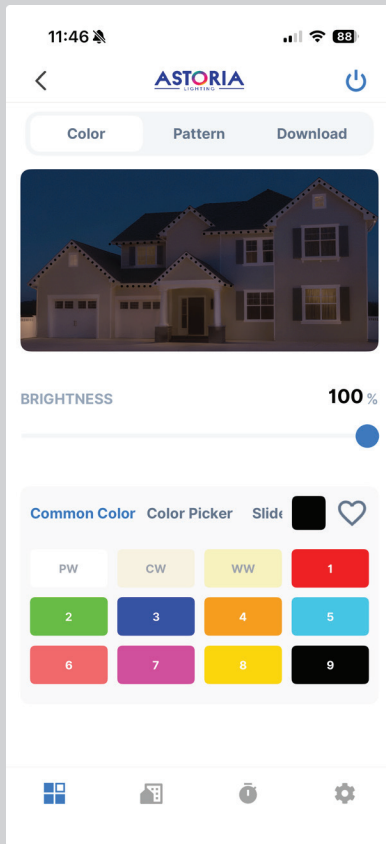 11:46
88
ASTORIA
LIGHTING
Color Pattern Download
BRIGHTNESS 100 %
Common Color Color Picker Slide
PW CW WW 1
2 3 4 5
6 7 8 9